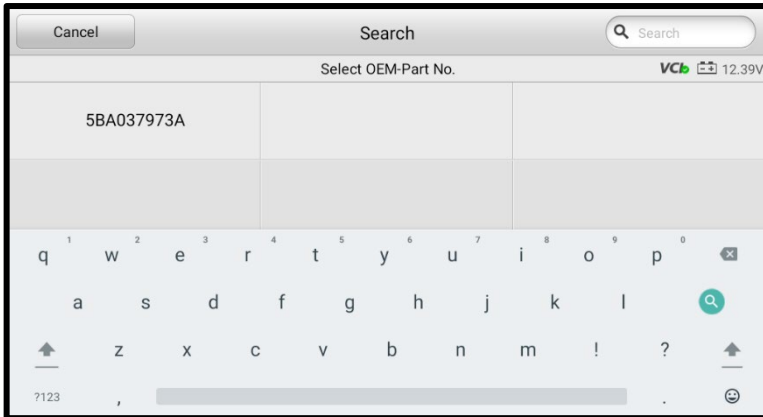 Cancel Search Search
Select OEM-Part No. VCI 12.39V
5BA037973A
1 2 3 4 5 6 7 8 9 0
q w e r t y u i o p
a s d f g h j k l
z x c v b n m ! ?
?123 , .